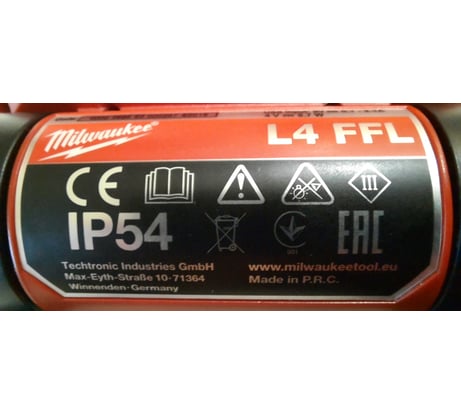 Milwaukee
L4 FFL
CE
III
IP54
001
EAC
Techtronic Industries GmbH
Max-Eyth-Straße 10·71364
Winnenden·Germany
www.milwaukeetool.eu
Made in P.R.C.